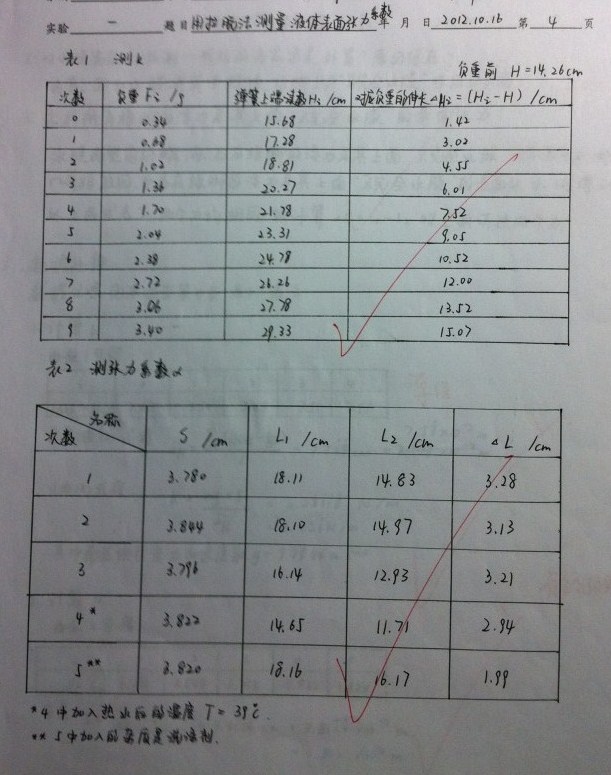 实验 一 题目 用拉脱法测量液体表面张力系数 年 月 日 2012.10.16 第 4 页
表1 测k
负重前 H=14.26cm
次数 负重 Fi /g 弹簧上端读数Hi /cm 对应负重的伸长△Hi=(Hi-H) /cm
0 0.34 15.68 1.42
1 0.68 17.28 3.02
2 1.02 18.81 4.55
3 1.36 20.27 6.01
4 1.70 21.78 7.52
5 2.04 23.31 9.05
6 2.38 24.78 10.52
7 2.72 26.26 12.00
8 3.06 27.78 13.52
9 3.40 29.33 15.07
表2 测张力系数α
名称
次数 S /cm L1 /cm L2 /cm △L /cm
1 3.780 18.11 14.83 3.28
2 3.844 18.10 14.97 3.13
3 3.796 16.14 12.93 3.21
4* 3.822 14.65 11.71 2.94
5** 3.820 18.16 16.17 1.99
*4中加入热水后的温度 T=39℃.
**5中加入的杂质是洗涤剂.